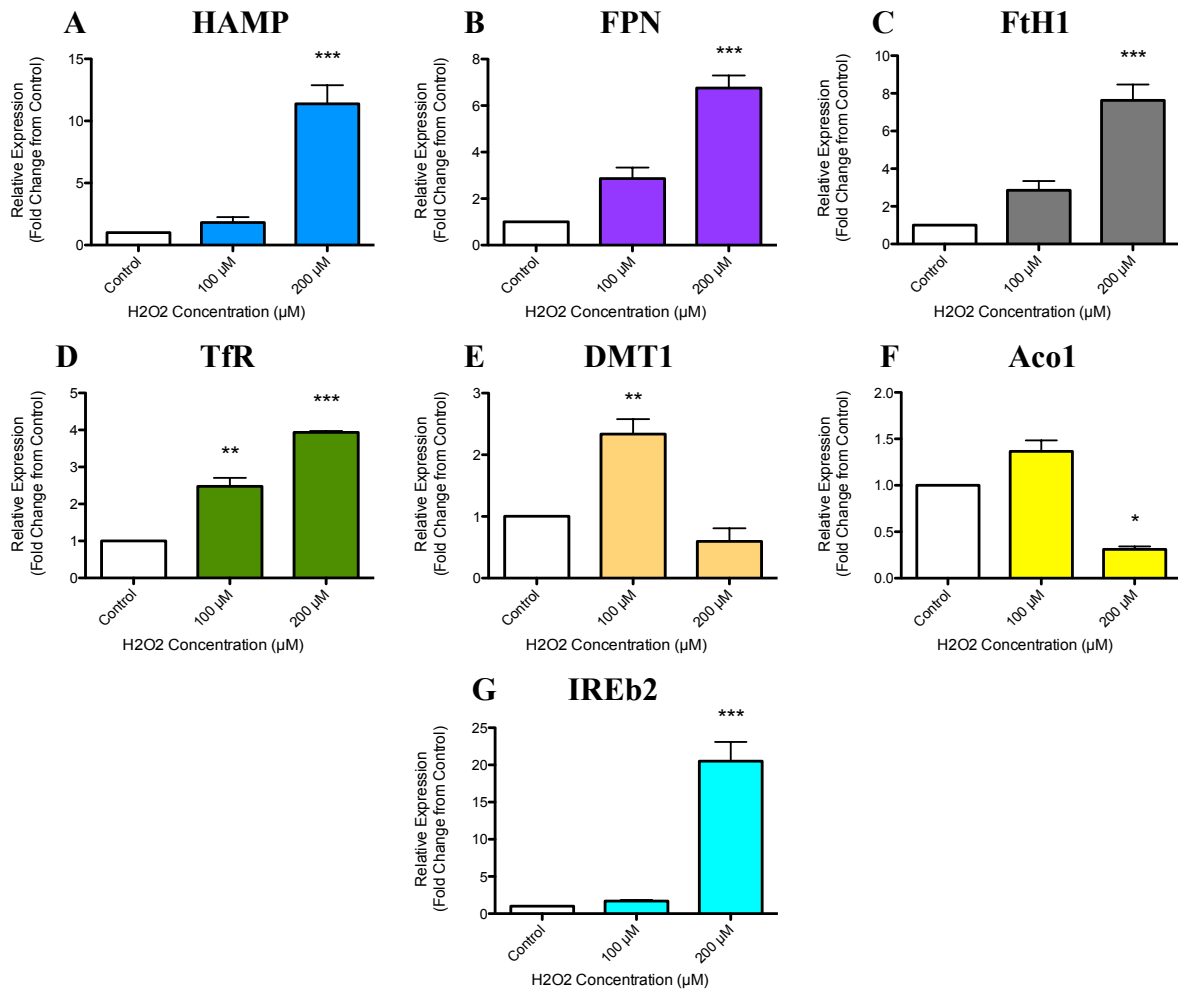 A HAMP
Relative Expression
(Fold Change from Control)
15
10
5
0
***
Control
100 µM
200 µM
H2O2 Concentration (µM)
B FPN
Relative Expression
(Fold Change from Control)
8
6
4
2
0
***
Control
100 µM
200 µM
H2O2 Concentration (µM)
C FtH1
Relative Expression
(Fold Change from Control)
10
8
6
4
2
0
***
Control
100 µM
200 µM
H2O2 Concentration (µM)
D TfR
Relative Expression
(Fold Change from Control)
5
4
3
2
1
0
**
***
Control
100 µM
200 µM
H2O2 Concentration (µM)
E DMT1
Relative Expression
(Fold Change from Control)
3
2
1
0
**
Control
100 µM
200 µM
H2O2 Concentration (µM)
F Aco1
Relative Expression
(Fold Change from Control)
2.0
1.5
1.0
0.5
0.0
*
Control
100 µM
200 µM
H2O2 Concentration (µM)
G IREb2
Relative Expression
(Fold Change from Control)
25
20
15
10
5
0
***
Control
100 µM
200 µM
H2O2 Concentration (µM)